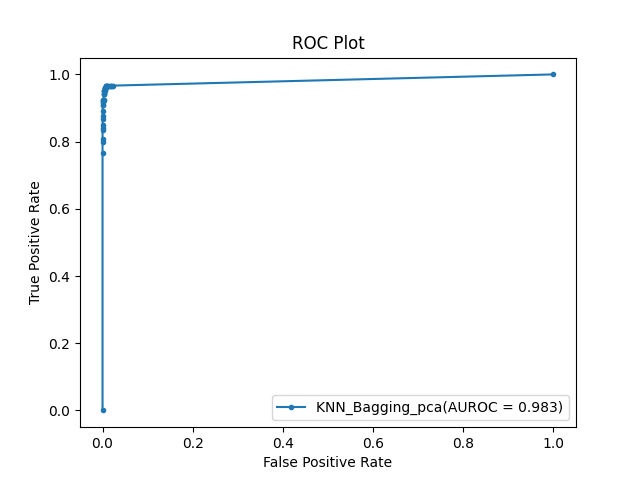 ROC Plot
1.0
0.8
0.6
0.4
0.2
0.0
True Positive Rate
KNN_Bagging_pca(AUROC = 0.983)
0.0 0.2 0.4 0.6 0.8 1.0
False Positive Rate